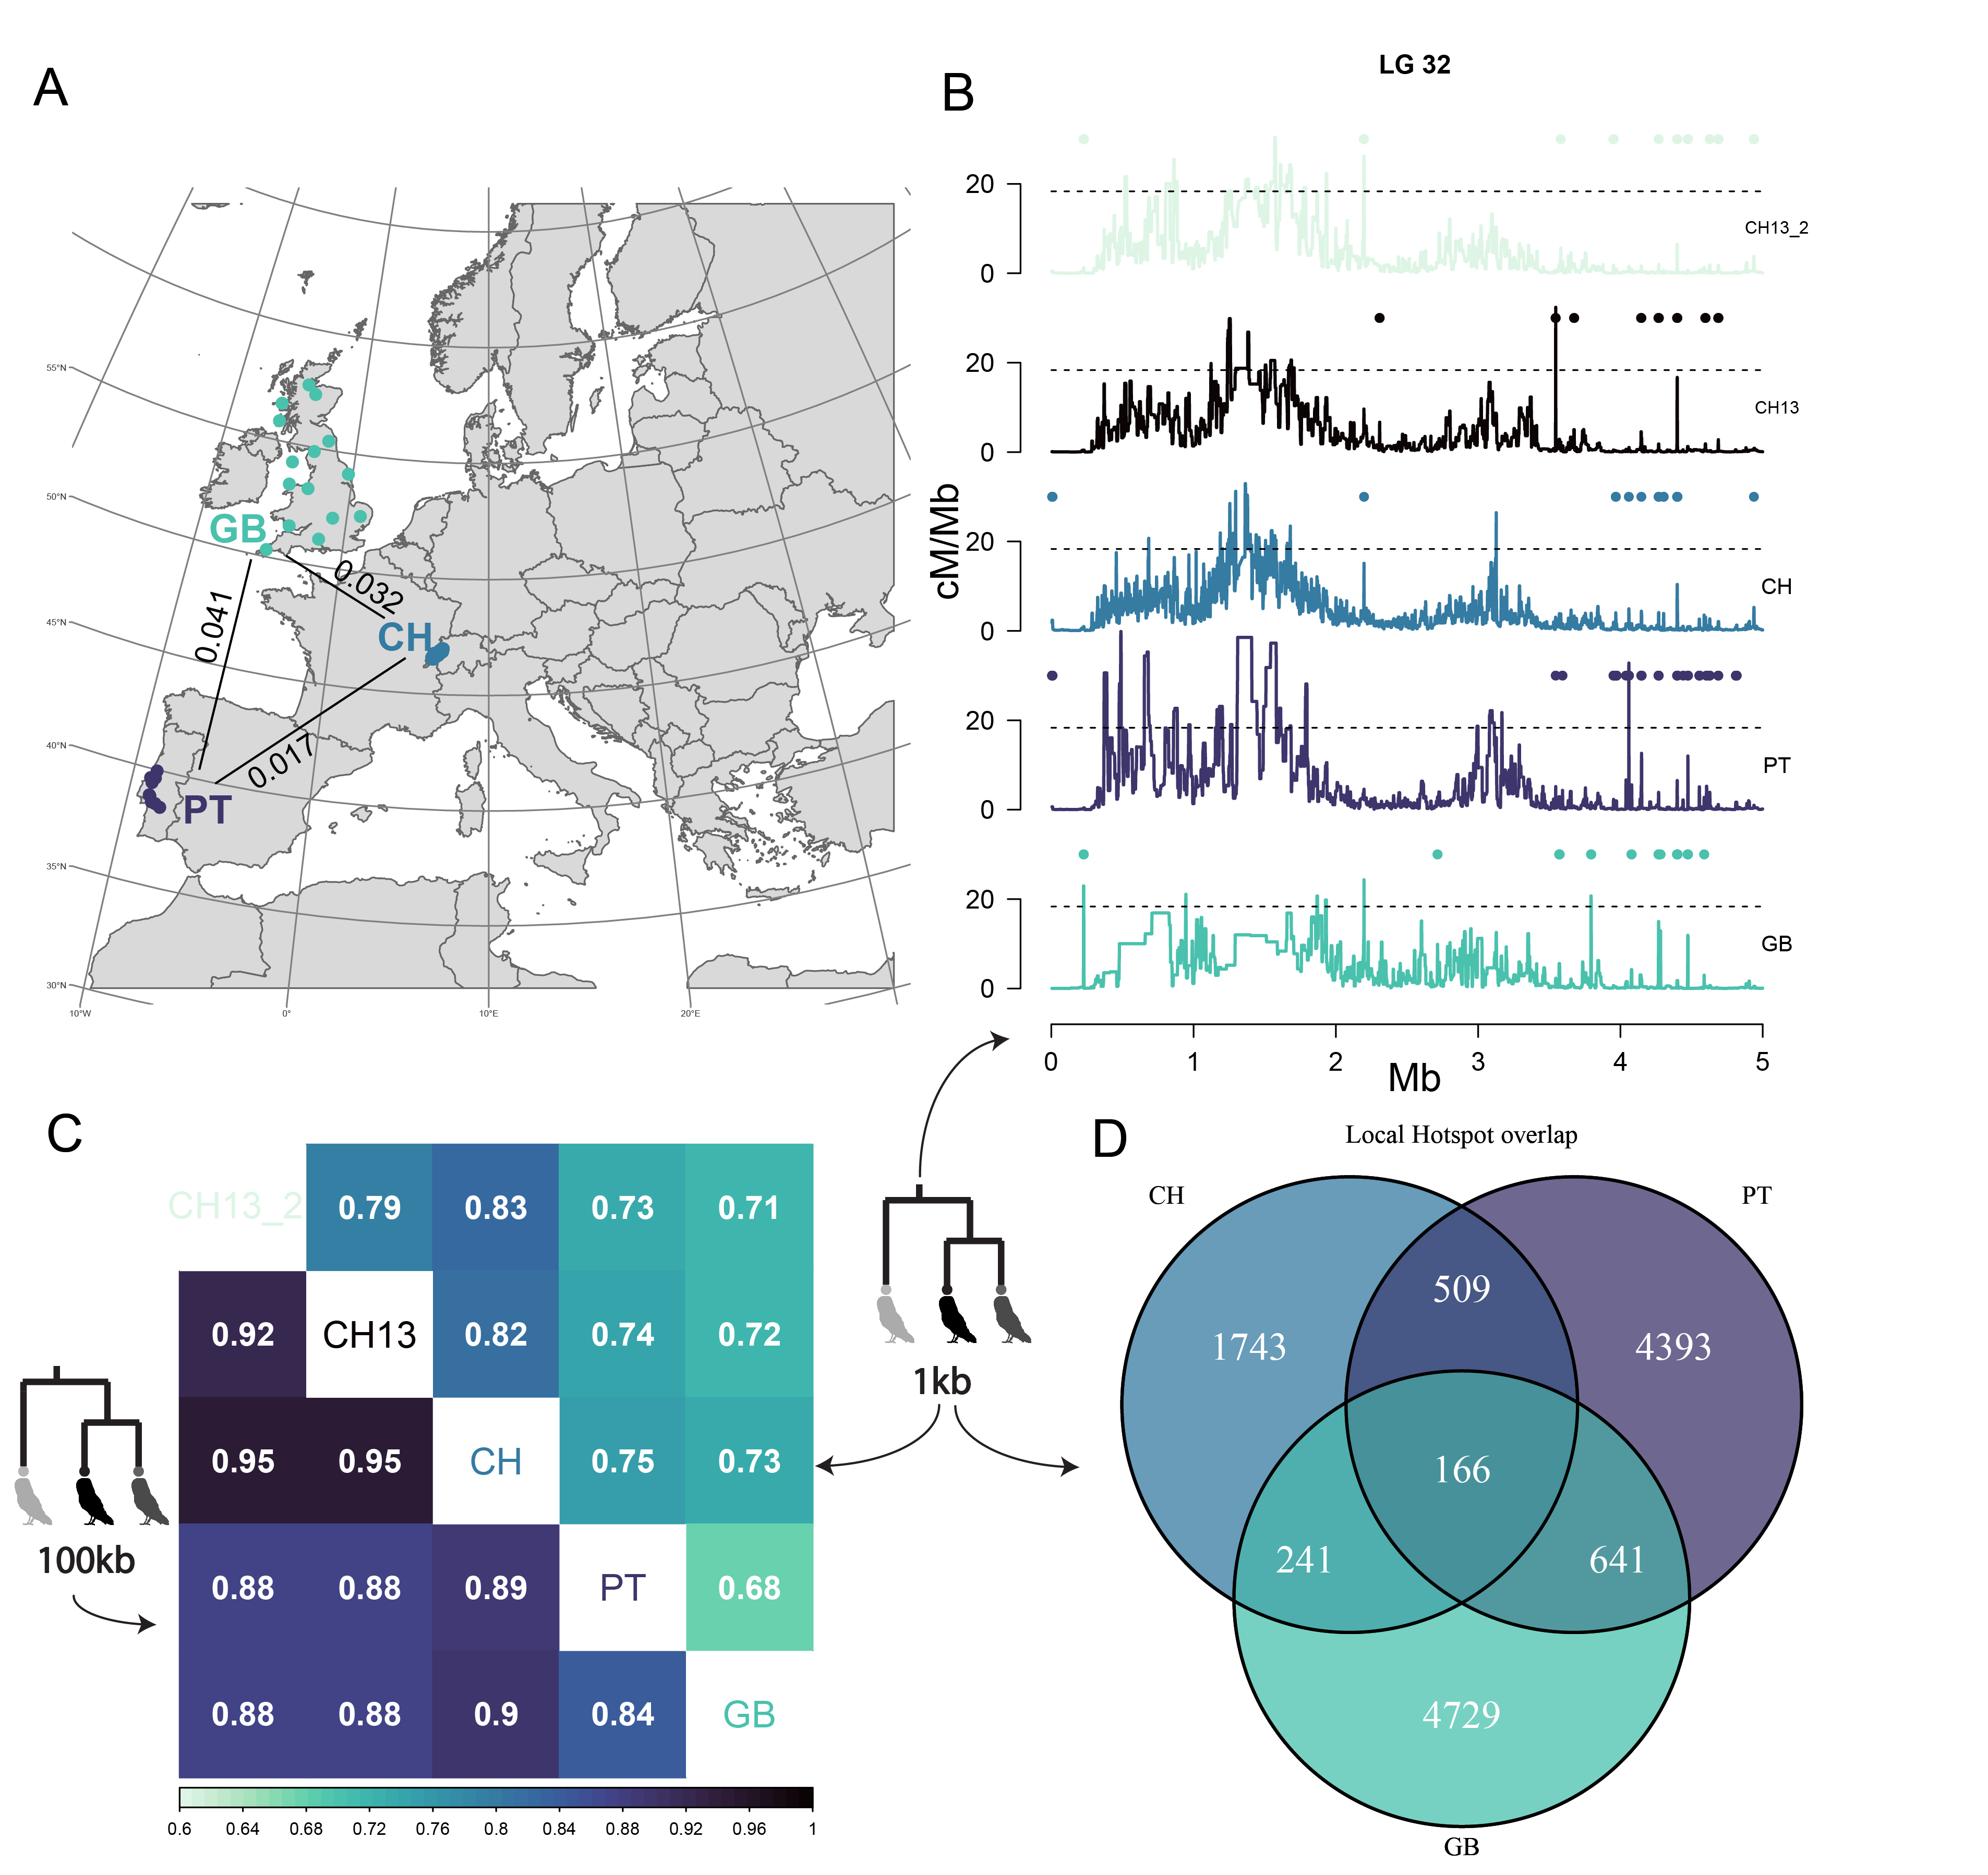 A
55°N
50°N
45°N
40°N
35°N
30°N
10°W
0°
10°E
20°E
GB
0.032
0.041
CH
0.017
PT
B
LG 32
cM/Mb
20
0
CH13_2
20
0
CH13
20
0
CH
20
0
PT
20
0
GB
0 1 2 3 4 5
Mb
C
CH13_2 0.79 0.83 0.73 0.71
0.92 CH13 0.82 0.74 0.72
0.95 0.95 CH 0.75 0.73
0.88 0.88 0.89 PT 0.68
0.88 0.88 0.9 0.84 GB
0.6 0.64 0.68 0.72 0.76 0.8 0.84 0.88 0.92 0.96 1
100kb
1kb
D
Local Hotspot overlap
CH
PT
509
1743
4393
166
241
641
4729
GB